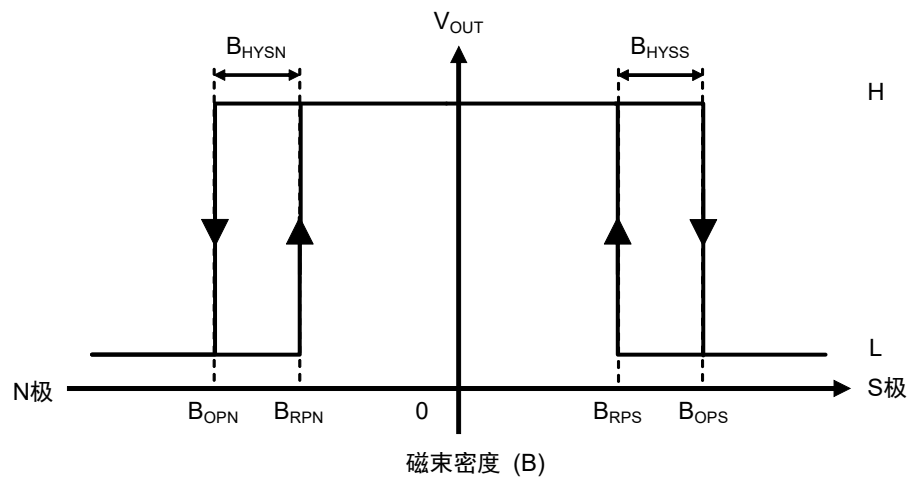 V_OUT
B_HYSN
B_HYSS
H
L
N极
S极
B_OPN
B_RPN
0
B_RPS
B_OPS
磁束密度 (B)